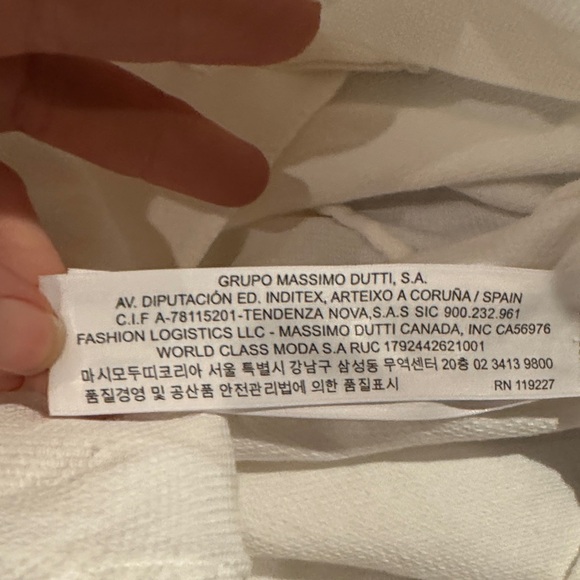 GRUPO MASSIMO DUTTI, S.A.
AV. DIPUTACIÓN ED. INDITEX, ARTEIXO A CORUÑA / SPAIN
C.I.F A-78115201-TENDENZA NOVA,S.A.S SIC 900.232.961
FASHION LOGISTICS LLC - MASSIMO DUTTI CANADA, INC CA56976
WORLD CLASS MODA S.A RUC 1792442621001
마시모두띠코리아 서울 특별시 강남구 삼성동 무역센터 20층 02 3413 9800
품질경영 및 공산품 안전관리법에 의한 품질표시 RN 119227